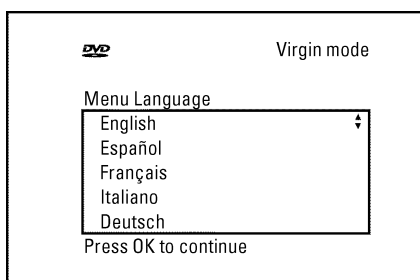 DVD
Virgin mode
Menu Language
English
Español
Français
Italiano
Deutsch
Press OK to continue